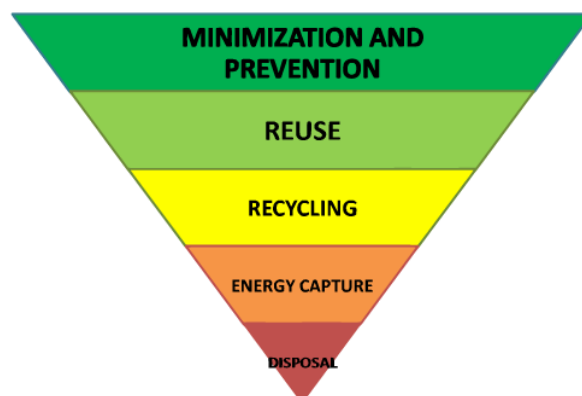 MINIMIZATION AND
PREVENTION
REUSE
RECYCLING
ENERGY CAPTURE
DISPOSAL